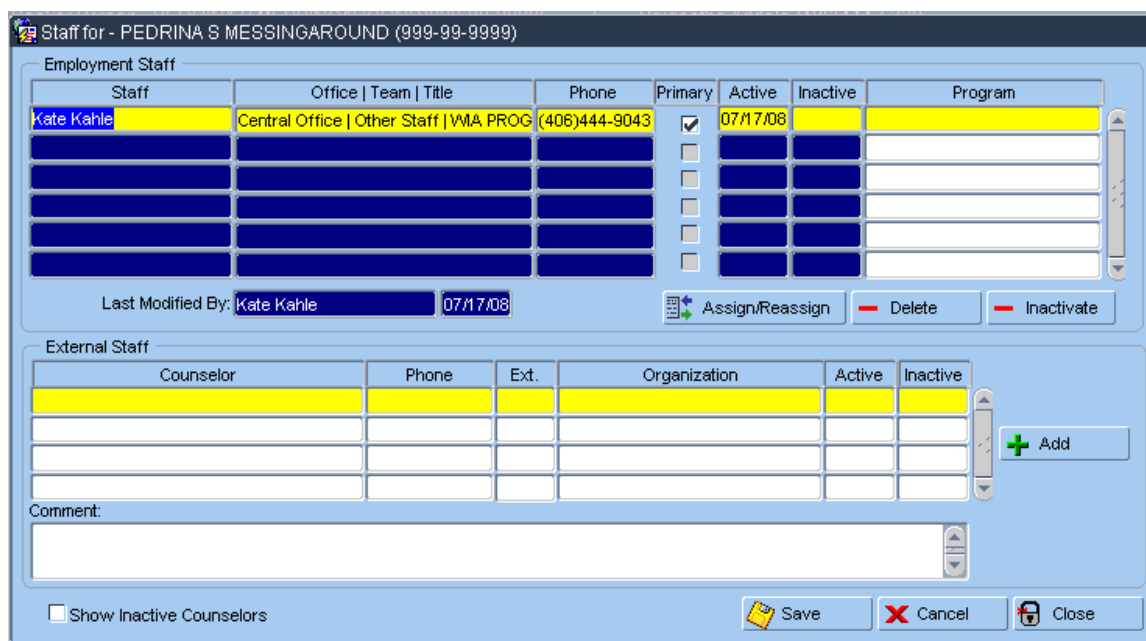 Staff for - PEDRINA S MESSINGAROUND (999-99-9999)
Employment Staff
Staff Office | Team | Title Phone Primary Active Inactive Program
Kate Kahle Central Office | Other Staff | WIA PROG (406)444-9043 07/17/08
Last Modified By: Kate Kahle 07/17/08 Assign/Reassign Delete Inactivate
External Staff
Counselor Phone Ext. Organization Active Inactive
Add
Comment:
Show Inactive Counselors Save Cancel Close